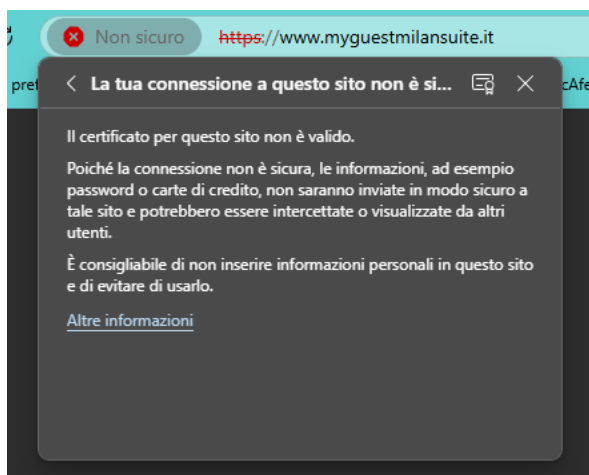 Non sicuro https://www.myguestmilansuite.it
pref
La tua connessione a questo sito non è si...
Il certificato per questo sito non è valido.
Poiché la connessione non è sicura, le informazioni, ad esempio
password o carte di credito, non saranno inviate in modo sicuro a
tale sito e potrebbero essere intercettate o visualizzate da altri
utenti.
È consigliabile di non inserire informazioni personali in questo sito
e di evitare di usarlo.
Altre informazioni